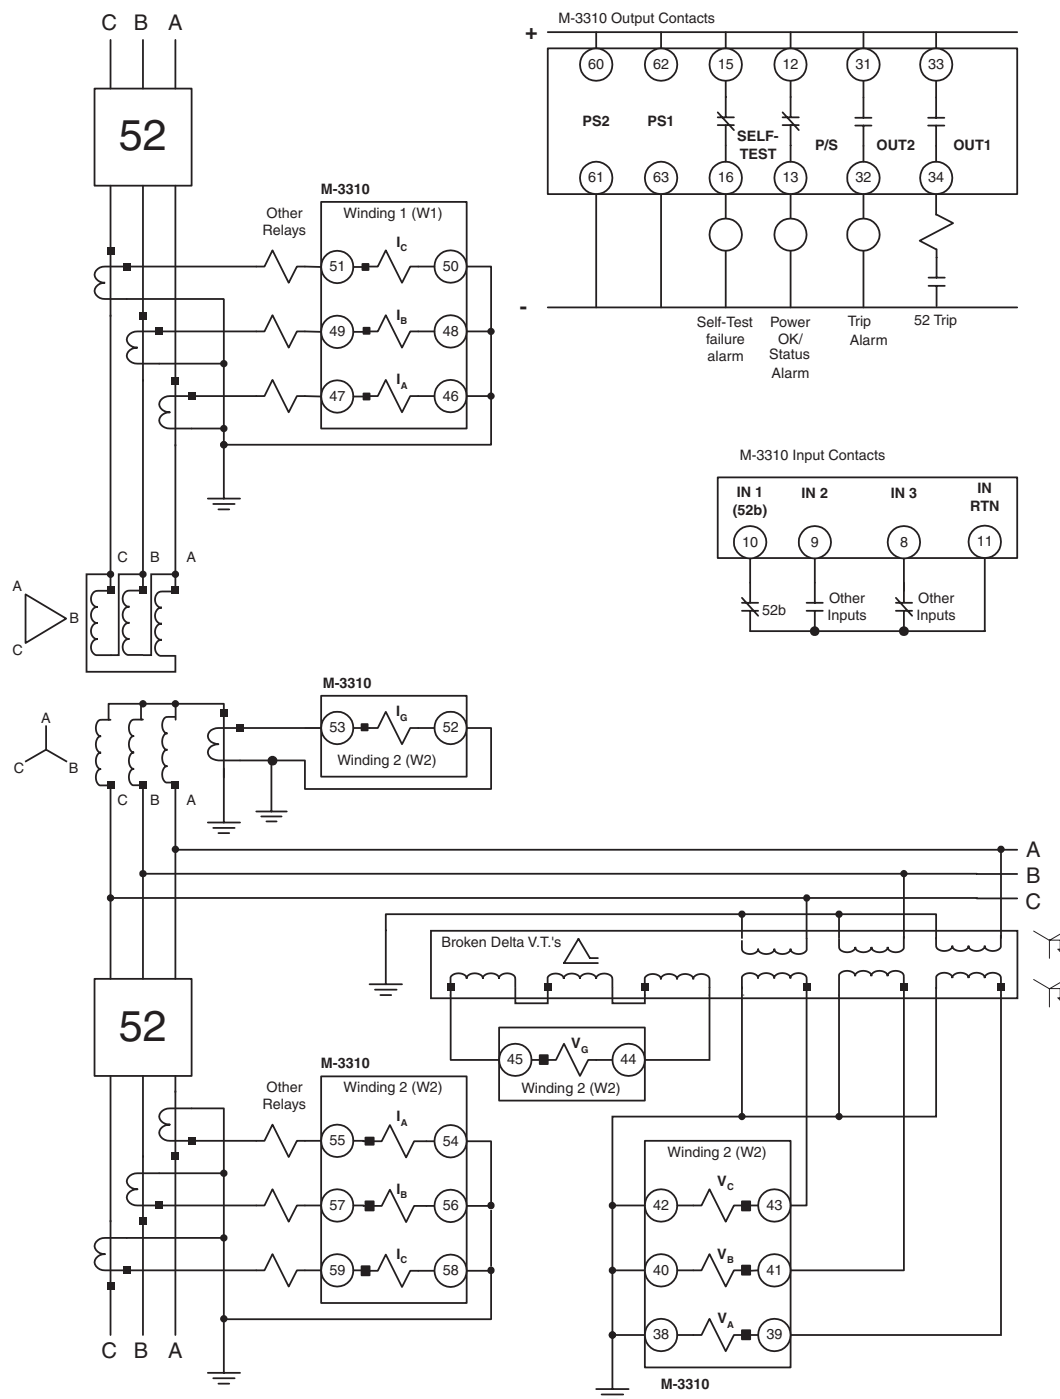 C B A
52
M-3310
Other
Relays
Winding 1 (W1)
51 IC 50
49 IB 48
47 IA 46
M-3310 Output Contacts
+
60 62 15 12 31 33
PS2 PS1 SELF-
TEST P/S OUT2 OUT1
61 63 16 13 32 34
-
Self-Test
failure
alarm
Power
OK/
Status
Alarm
Trip
Alarm
52 Trip
M-3310 Input Contacts
IN 1
(52b)
IN 2
IN 3
IN
RTN
10 9 8 11
52b
Other
Inputs
Other
Inputs
C B A
A
B
C
M-3310
53 IG 52
Winding 2 (W2)
A
C B
C B A
A
B
C
Broken Delta V.T.'s
52
VG
45 44
Winding 2 (W2)
M-3310
Other
Relays
Winding 2 (W2)
55 IA 54
57 IB 56
59 IC 58
C B A
Winding 2 (W2)
42 VC 43
40 VB 41
38 VA 39
M-3310